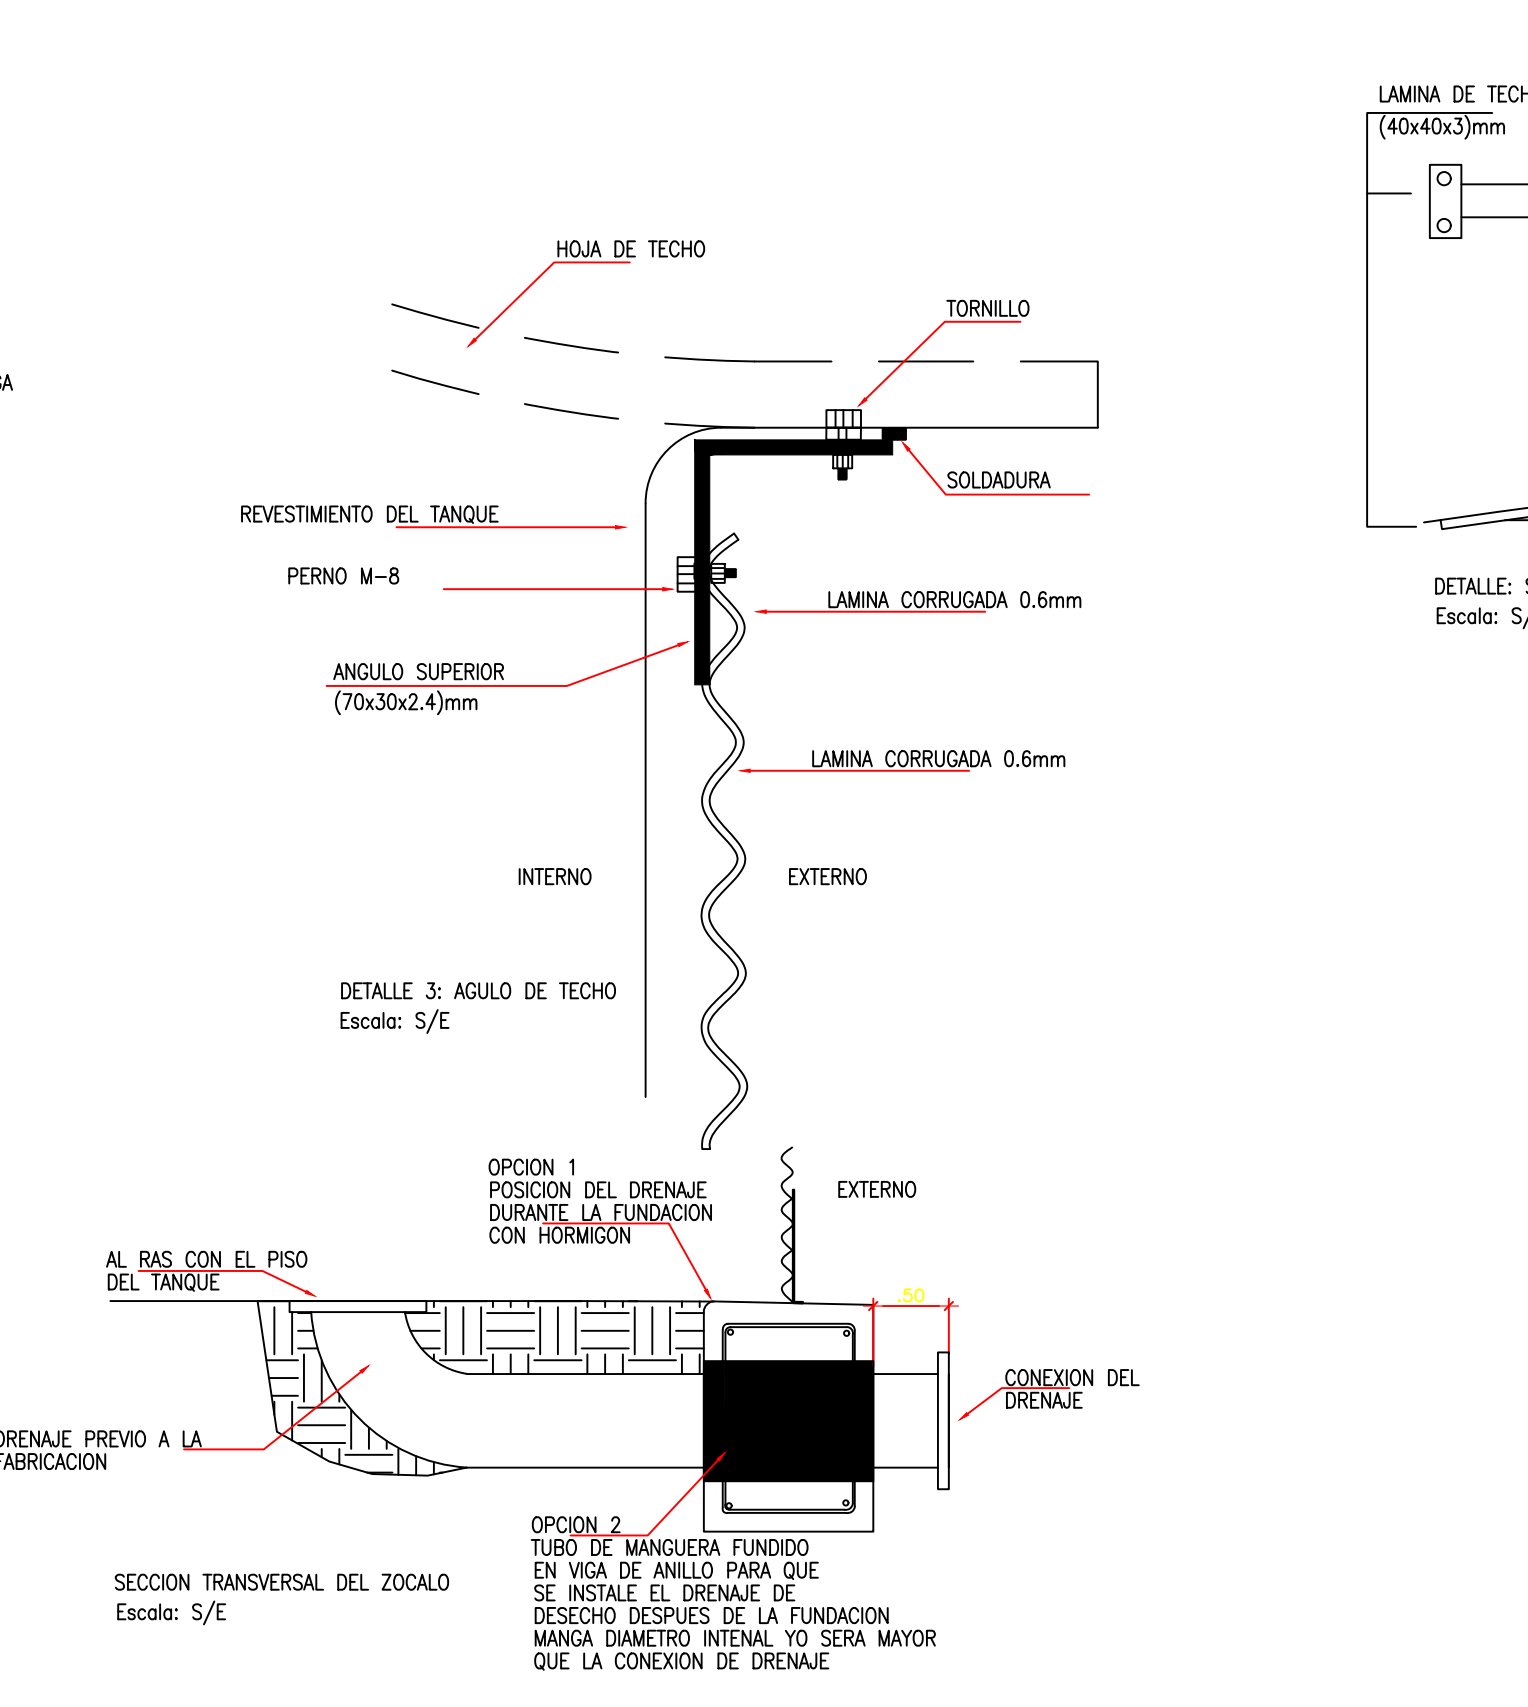 LAMINA DE TECH
(40x40x3)mm
HOJA DE TECHO
TORNILLO
SA
SOLDADURA
REVESTIMIENTO DEL TANQUE
PERNO M-8
LAMINA CORRUGADA 0.6mm
DETALLE: S
Escala: S/
ANGULO SUPERIOR
(70x30x2.4)mm
LAMINA CORRUGADA 0.6mm
INTERNO
EXTERNO
DETALLE 3: AGULO DE TECHO
Escala: S/E
OPCION 1
POSICION DEL DRENAJE
DURANTE LA FUNDACION
CON HORMIGON
EXTERNO
AL RAS CON EL PISO
DEL TANQUE
.50
CONEXION DEL
DRENAJE
DRENAJE PREVIO A LA
FABRICACION
OPCION 2
TUBO DE MANGUERA FUNDIDO
EN VIGA DE ANILLO PARA QUE
SE INSTALE EL DRENAJE DE
DESECHO DESPUES DE LA FUNDACION
MANGA DIAMETRO INTENAL YO SERA MAYOR
QUE LA CONEXION DE DRENAJE
SECCION TRANSVERSAL DEL ZOCALO
Escala: S/E